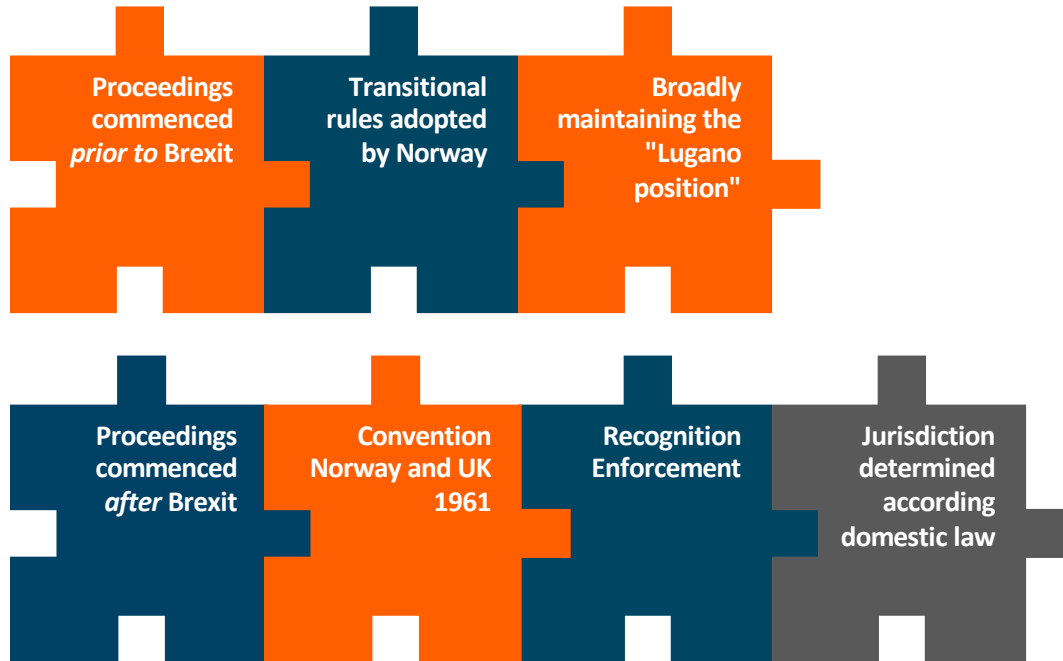 Proceedings
commenced
prior to Brexit
Transitional
rules adopted
by Norway
Broadly
maintaining the
"Lugano
position"
Proceedings
commenced
after Brexit
Convention
Norway and UK
1961
Recognition
Enforcement
Jurisdiction
determined
according
domestic law